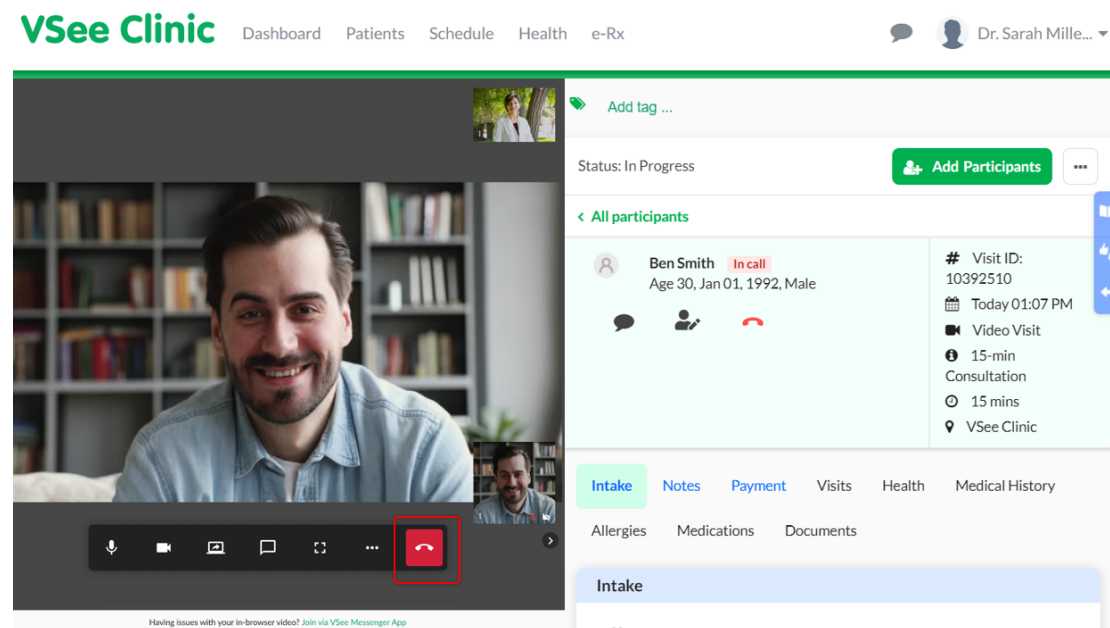 VSee Clinic
Dashboard
Patients
Schedule
Health
e-Rx
Dr. Sarah Mille...
Add tag ...
Status: In Progress
Add Participants
All participants
Ben Smith
In call
Age 30, Jan 01, 1992, Male
# Visit ID:
10392510
Today 01:07 PM
Video Visit
15-min
Consultation
15 mins
VSee Clinic
Intake
Notes
Payment
Visits
Health
Medical History
Allergies
Medications
Documents
Intake
Having issues with your in-browser video? Join via VSee Messenger App